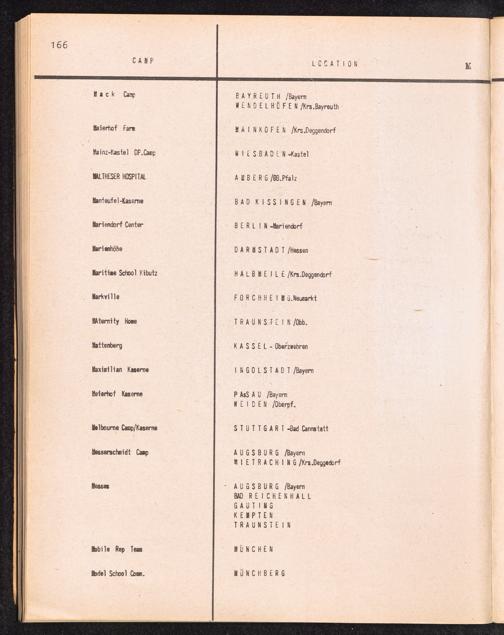 166
CAMP LOCATION M
Mack Camp BAYREUTH /Bayern
WENDELHÖFEN /Krs.Bayreuth
Maierhof Farm MAINKOFEN /Krs.Deggendorf
Mainz-Kastel DP.Camp WIESBADEN-Kastel
MALTHESER HOSPITAL AMBERG/OB.Pfalz
Manteufel-Kaserne BAD KISSINGEN /Bayern
Mariendorf Center BERLIN-Mariendorf
Marienhöhe DARMSTADT/Hessen
Maritime School Kibutz HALBMEILE/Krs.Deggendorf
Markville FORCHHEIM ü.Neumarkt
MAternity Home TRAUNSTEIN/Obb.
Mattenberg KASSEL - Oberzwehren
Maximilian Kaserne INGOLSTADT/Bayern
Meierhof Kaserne PAsSAU /Bayern
WEIDEN /Oberpf.
Melbourne Camp/Kaserne STUTTGART-Bad Cannstatt
Messerschmidt Camp AUGSBURG /Bayern
MIETRACHING/Krs.Deggedorf
Messes AUGSBURG /Bayern
BAD REICHENHALL
GAUTING
KEMPTEN
TRAUNSTEIN
Mobile Rep Team MÜNCHEN
Model School Comm. MÜNCHBERG